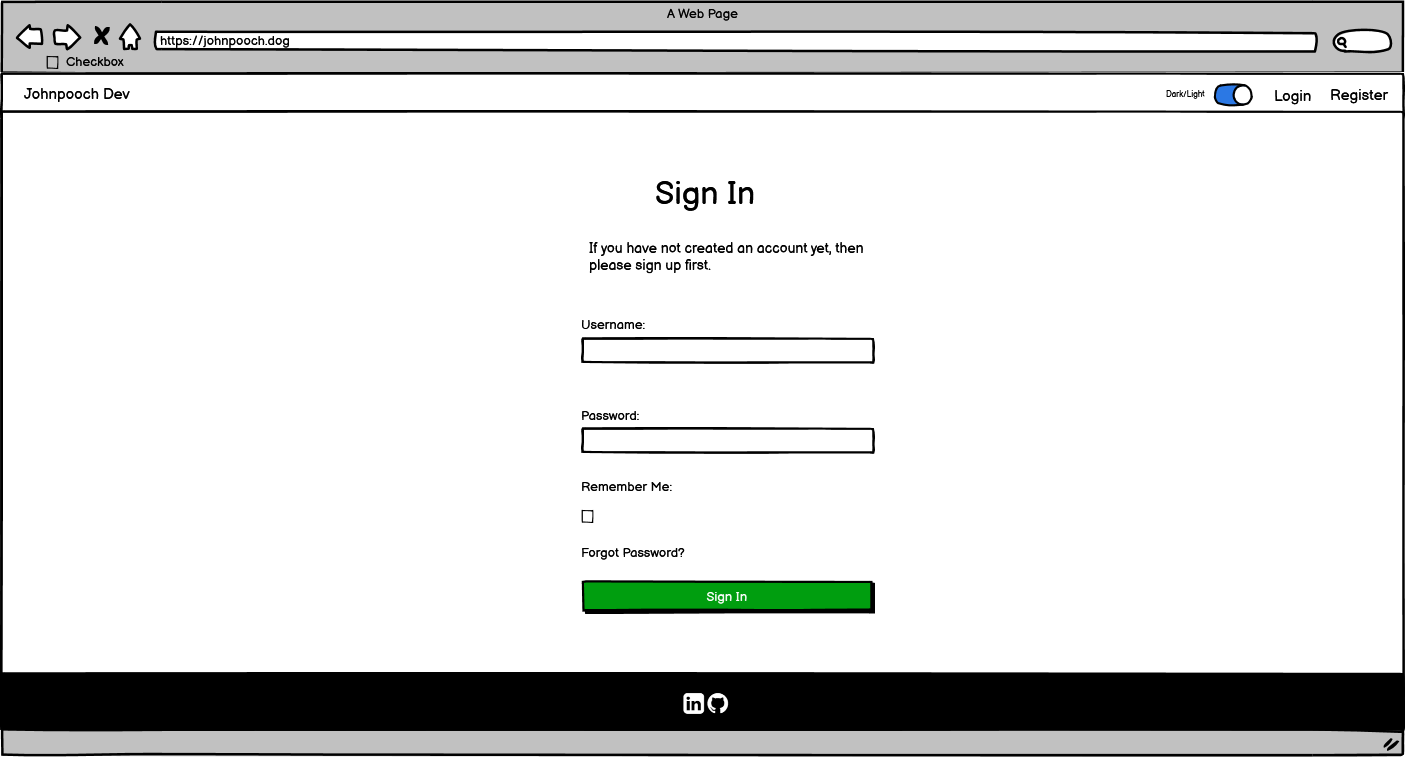 A Web Page
https://johnpooch.dog
Checkbox
Johnpooch Dev
Dark/Light
Login
Register
Sign In
If you have not created an account yet, then
please sign up first.
Username:
Password:
Remember Me:
Forgot Password?
Sign In
in